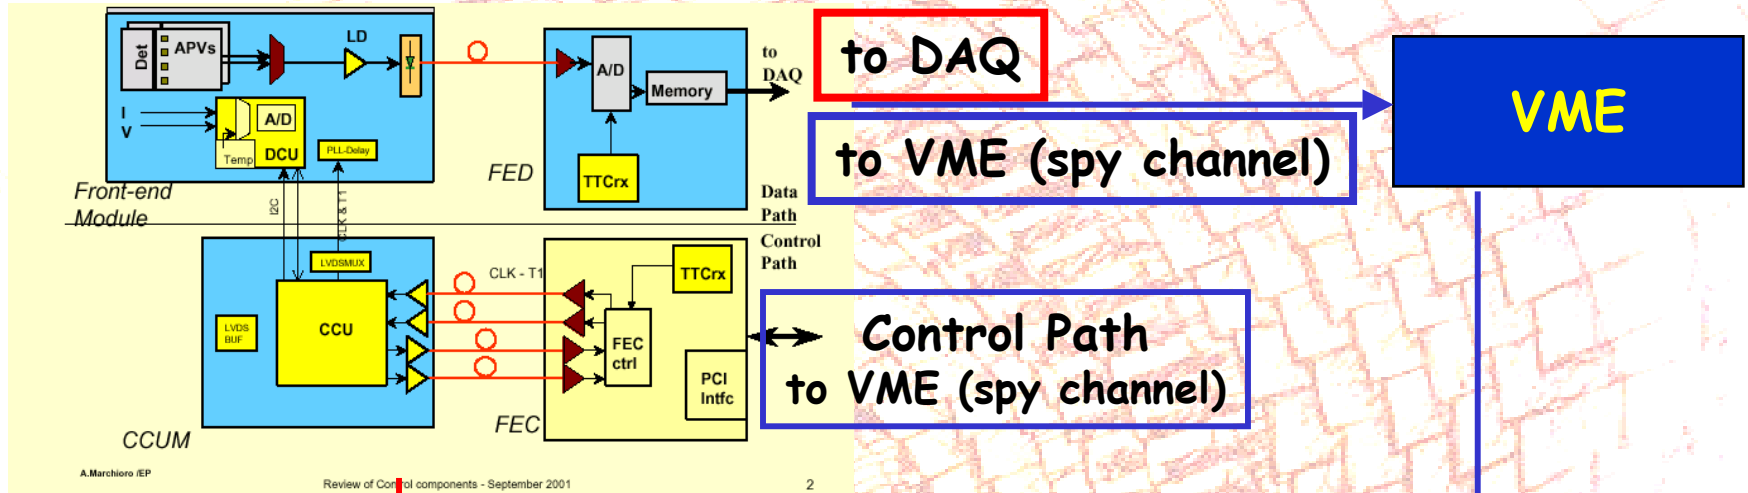 Det
APVs
LD
I
V
A/D
Temp
DCU
PLL-Delay
Front-end
Module
I2C
CLK & T1
A/D
Memory
TTCrx
FED
to
DAQ
Data
Path
Control
Path
LVDSMUX
LVDS
BUF
CCU
CCUM
CLK - T1
TTCrx
FEC
ctrl
PCI
Intfc
FEC
A.Marchioro /EP
Review of Control components - September 2001
2
to DAQ
to VME (spy channel)
VME
Control Path
to VME (spy channel)